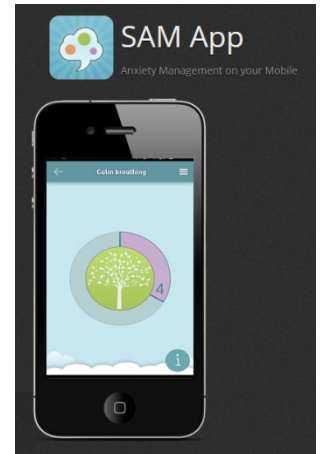 SAM App
Anxiety Management on your Mobile
Calm breathing
4
i